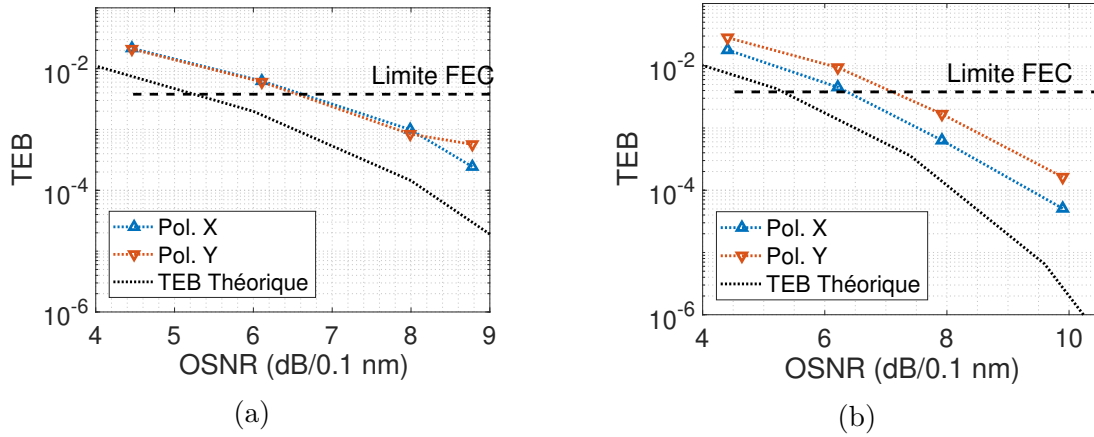 TEB
10^-2
10^-4
10^-6
Limite FEC
Pol. X
Pol. Y
TEB Théorique
4 5 6 7 8 9
OSNR (dB/0.1 nm)
(a)
TEB
10^-2
10^-4
10^-6
Limite FEC
Pol. X
Pol. Y
TEB Théorique
4 6 8 10
OSNR (dB/0.1 nm)
(b)